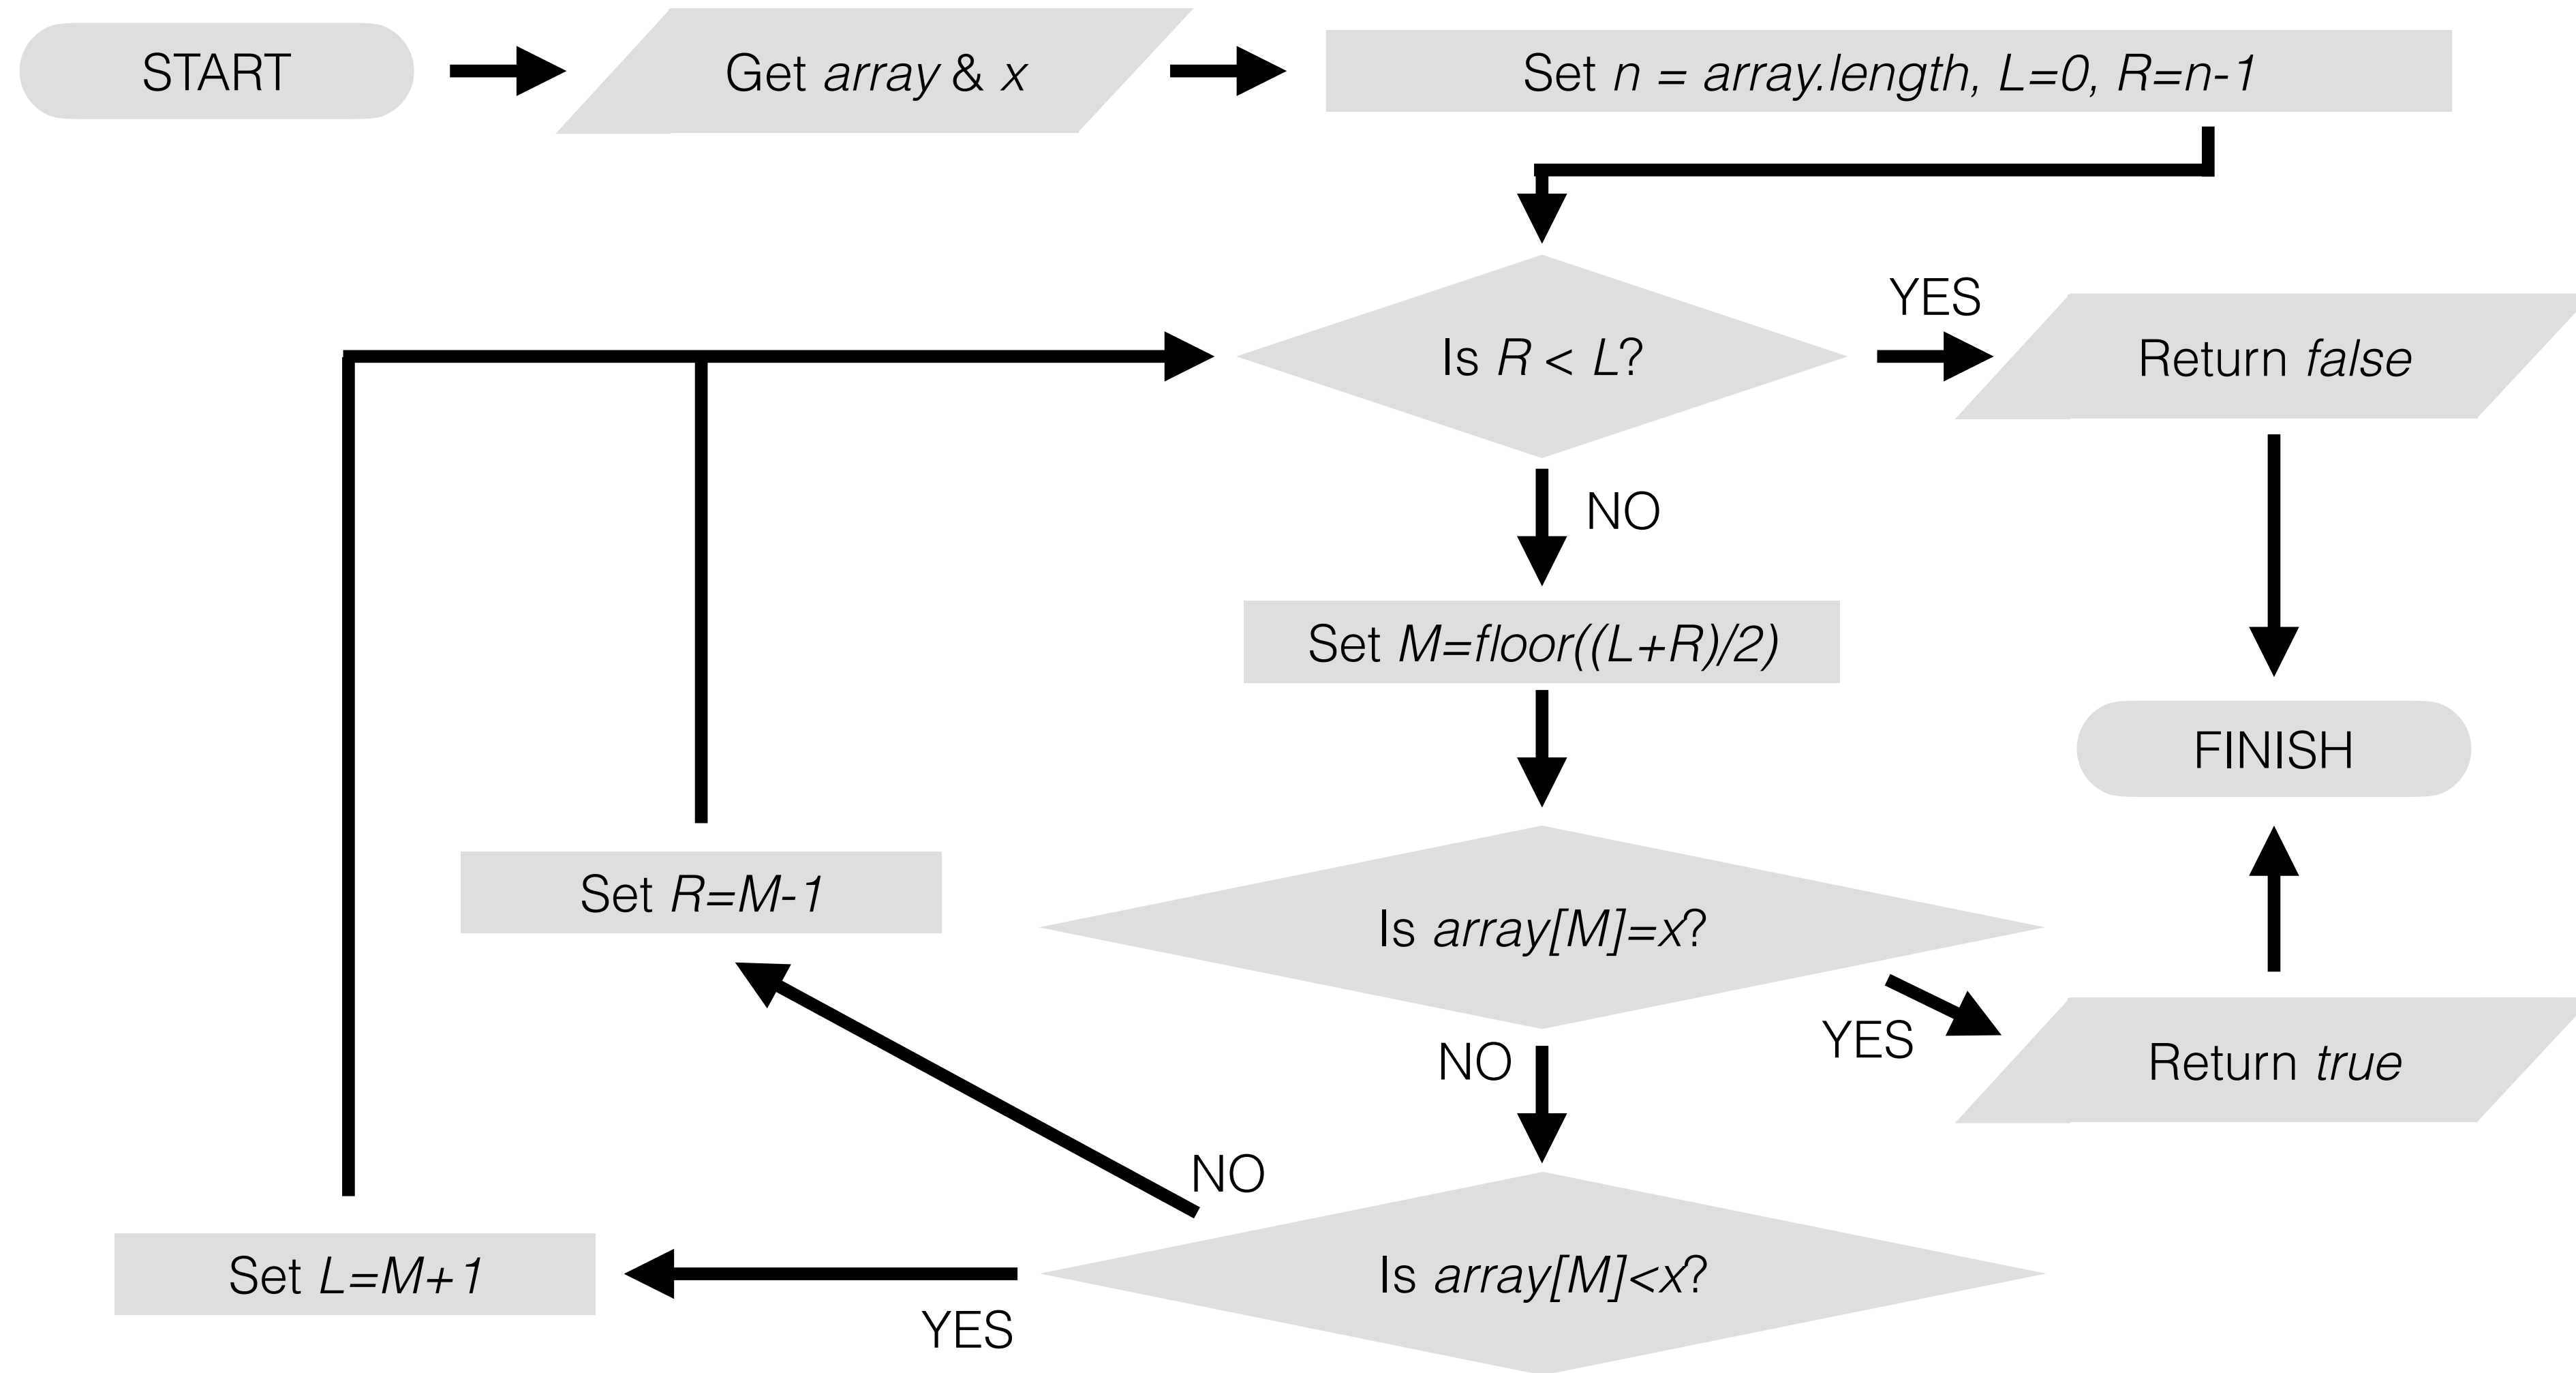 START
Get array & x
Set n = array.length, L=0, R=n-1
Is R < L?
YES
Return false
NO
Set M=floor((L+R)/2)
FINISH
Set R=M-1
Is array[M]=x?
YES
NO
Return true
NO
Set L=M+1
Is array[M]<x?
YES